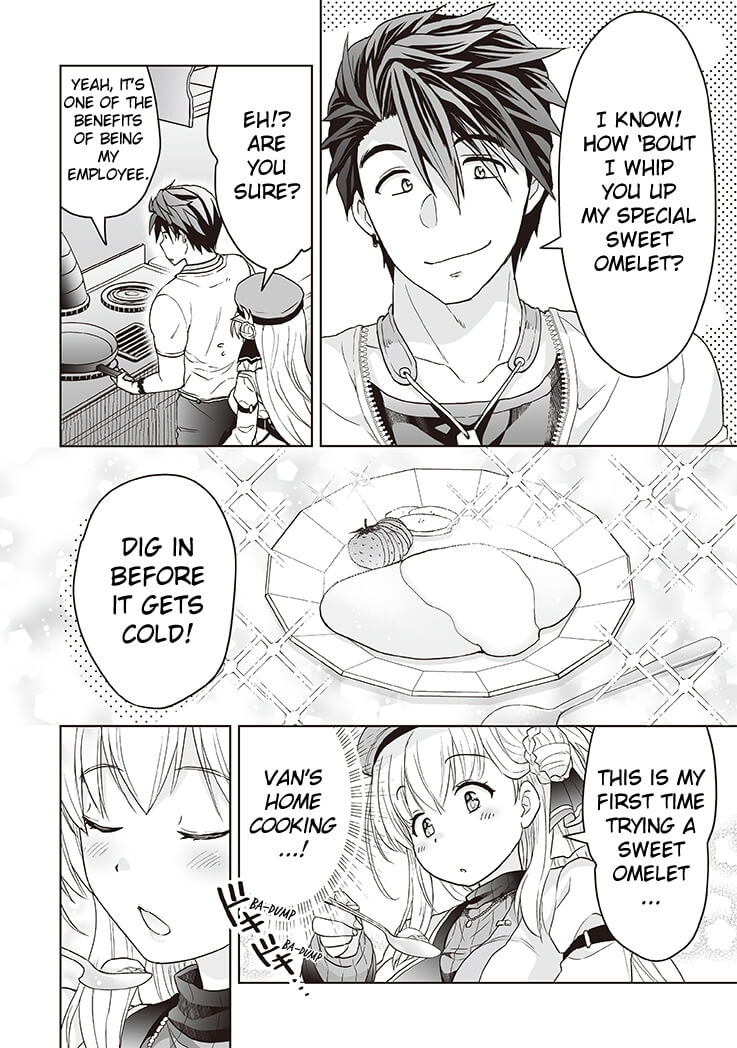 I KNOW!
HOW ‘BOUT
I WHIP
YOU UP
MY SPECIAL
SWEET
OMELET?
EH!?
ARE
YOU
SURE?
YEAH, IT'S
ONE OF THE
BENEFITS
OF BEING
MY
EMPLOYEE.
DIG IN
BEFORE
IT GETS
COLD!
THIS IS MY
FIRST TIME
TRYING A
SWEET
OMELET
...
VAN'S
HOME
COOKING
...!
BA-DUMP
ドキ
BA-DUMP
ドキ...